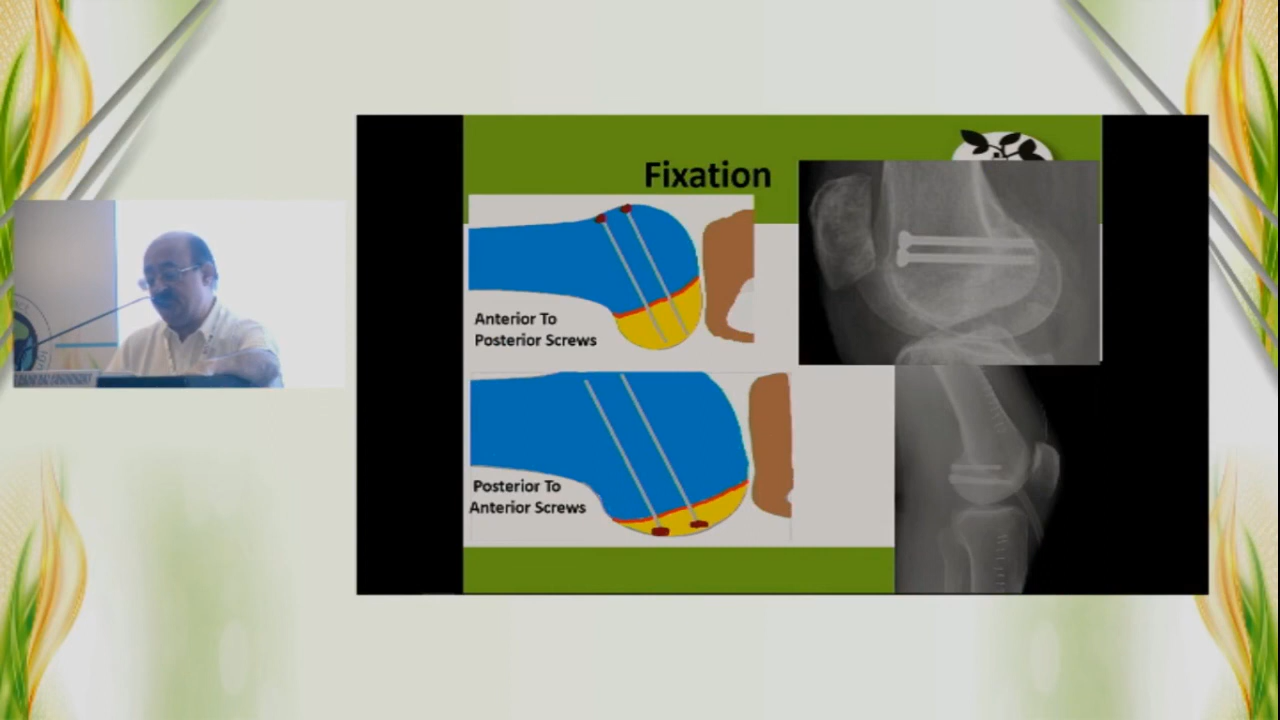 Fixation
Anterior To
Posterior Screws
Posterior To
Anterior Screws